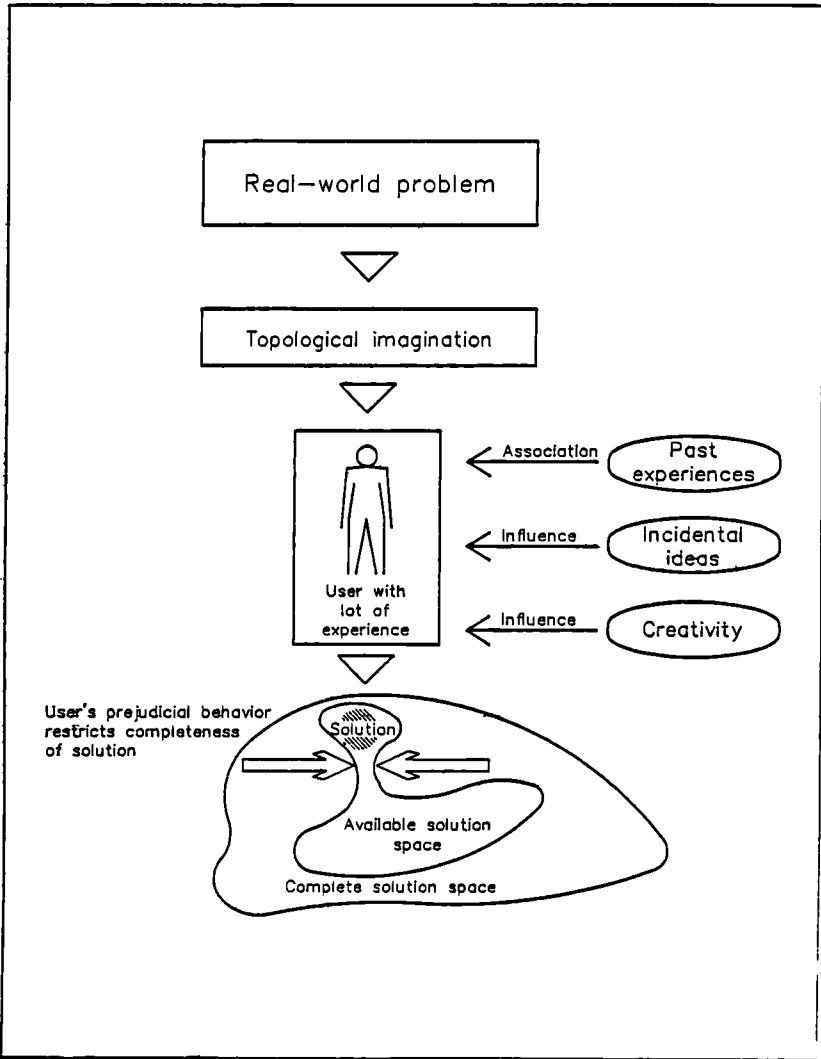 Real-world problem
Topological imagination
Association
Past
experiences
Influence
Incidental
ideas
User with
lot of
experience
Influence
Creativity
User's prejudicial behavior
restricts completeness
of solution
Solution
Available solution
space
Complete solution space